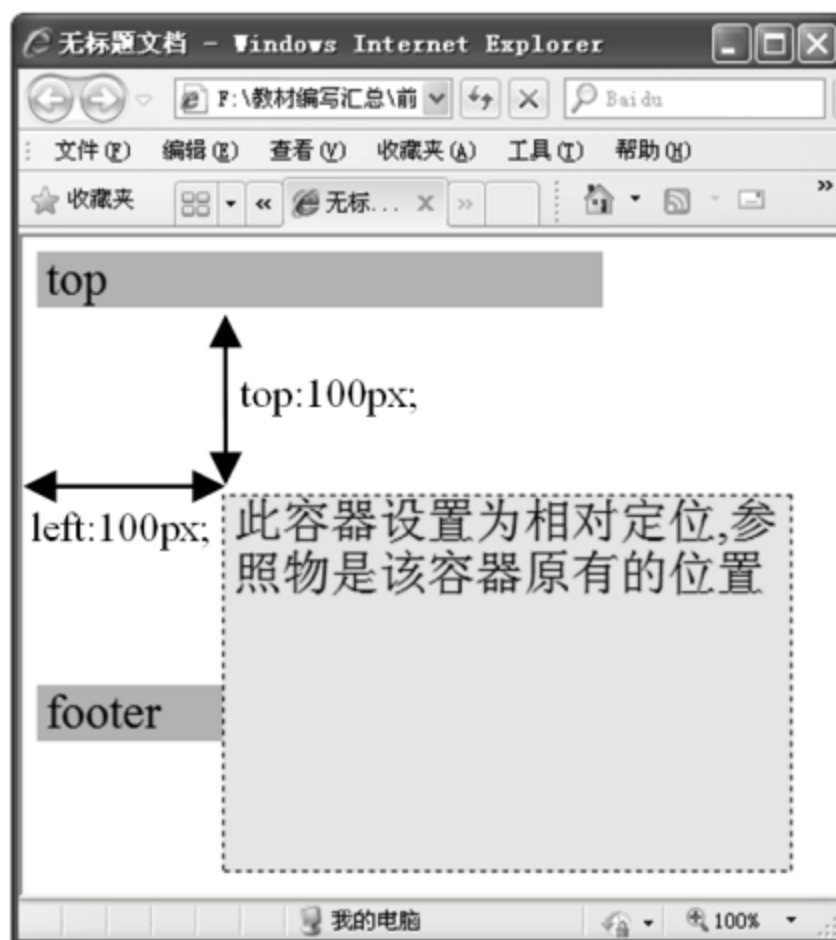 无标题文档 - Windows Internet Explorer
F:\教材编写汇总\前
Baidu
文件(F) 编辑(E) 查看(V) 收藏夹(A) 工具(T) 帮助(H)
收藏夹 « 无标... x » »
top
top:100px;
left:100px;
此容器设置为相对定位,参
照物是该容器原有的位置
footer
我的电脑 100%